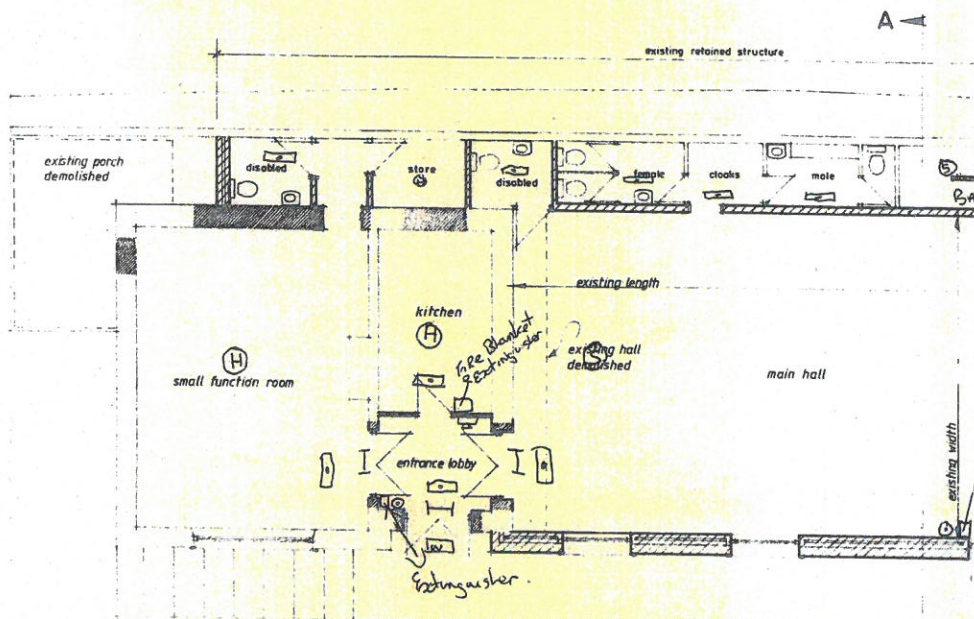 A
existing retained structure
existing porch
demolished
disabled
store
disabled
female
cloaks
male
5
existing length
kitchen
H
Fire Blanket
& Extinguisher
H
small function room
existing hall
demolished
S
main hall
existing width
entrance lobby
Extinguisher.